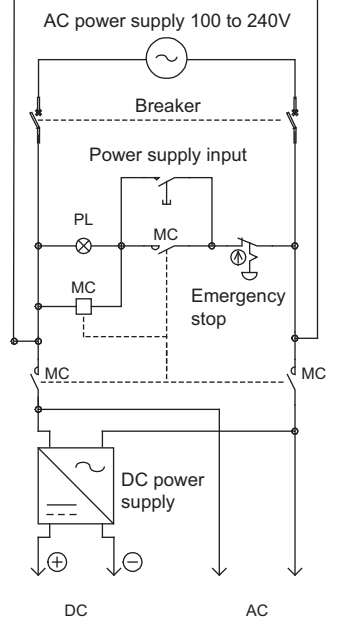 AC power supply 100 to 240V
Breaker
Power supply input
PL
MC
MC
Emergency
stop
MC
MC
DC power
supply
DC
AC